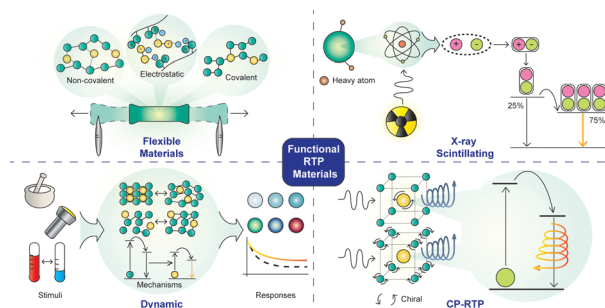 Non-covalent
Electrostatic
Covalent
Flexible
Materials
Heavy atom
+ -
+ -
25%
75%
X-ray
Scintillating
Functional
RTP
Materials
Stimuli
Mechanisms
Dynamic
Responses
Chiral
CP-RTP